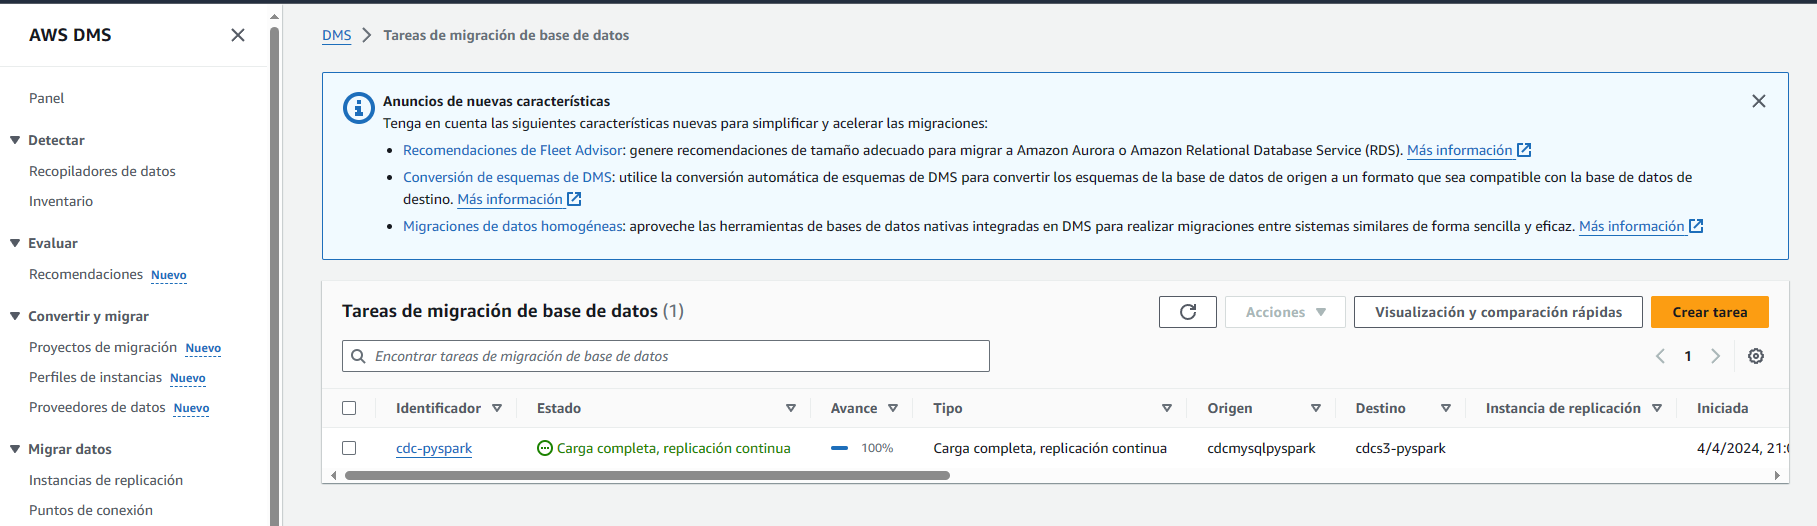 AWS DMS
Panel
Detectar
Recopiladores de datos
Inventario
Evaluar
Recomendaciones Nuevo
Convertir y migrar
Proyectos de migración Nuevo
Perfiles de instancias Nuevo
Proveedores de datos Nuevo
Migrar datos
Instancias de replicación
Puntos de conexión
DMS > Tareas de migración de base de datos
Anuncios de nuevas características
Tenga en cuenta las siguientes características nuevas para simplificar y acelerar las migraciones:
• Recomendaciones de Fleet Advisor: genere recomendaciones de tamaño adecuado para migrar a Amazon Aurora o Amazon Relational Database Service (RDS). Más información
• Conversión de esquemas de DMS: utilice la conversión automática de esquemas de DMS para convertir los esquemas de la base de datos de origen a un formato que sea compatible con la base de datos de
destino. Más información
• Migraciones de datos homogéneas: aproveche las herramientas de bases de datos nativas integradas en DMS para realizar migraciones entre sistemas similares de forma sencilla y eficaz. Más información
Tareas de migración de base de datos (1)
Acciones
Visualización y comparación rápidas
Crear tarea
Encontrar tareas de migración de base de datos
1
Identificador Estado Avance Tipo Origen Destino Instancia de replicación Iniciada
cdc-pyspark Carga completa, replicación continua 100% Carga completa, replicación continua cdcmysqlpyspark cdcs3-pyspark 4/4/2024, 21: